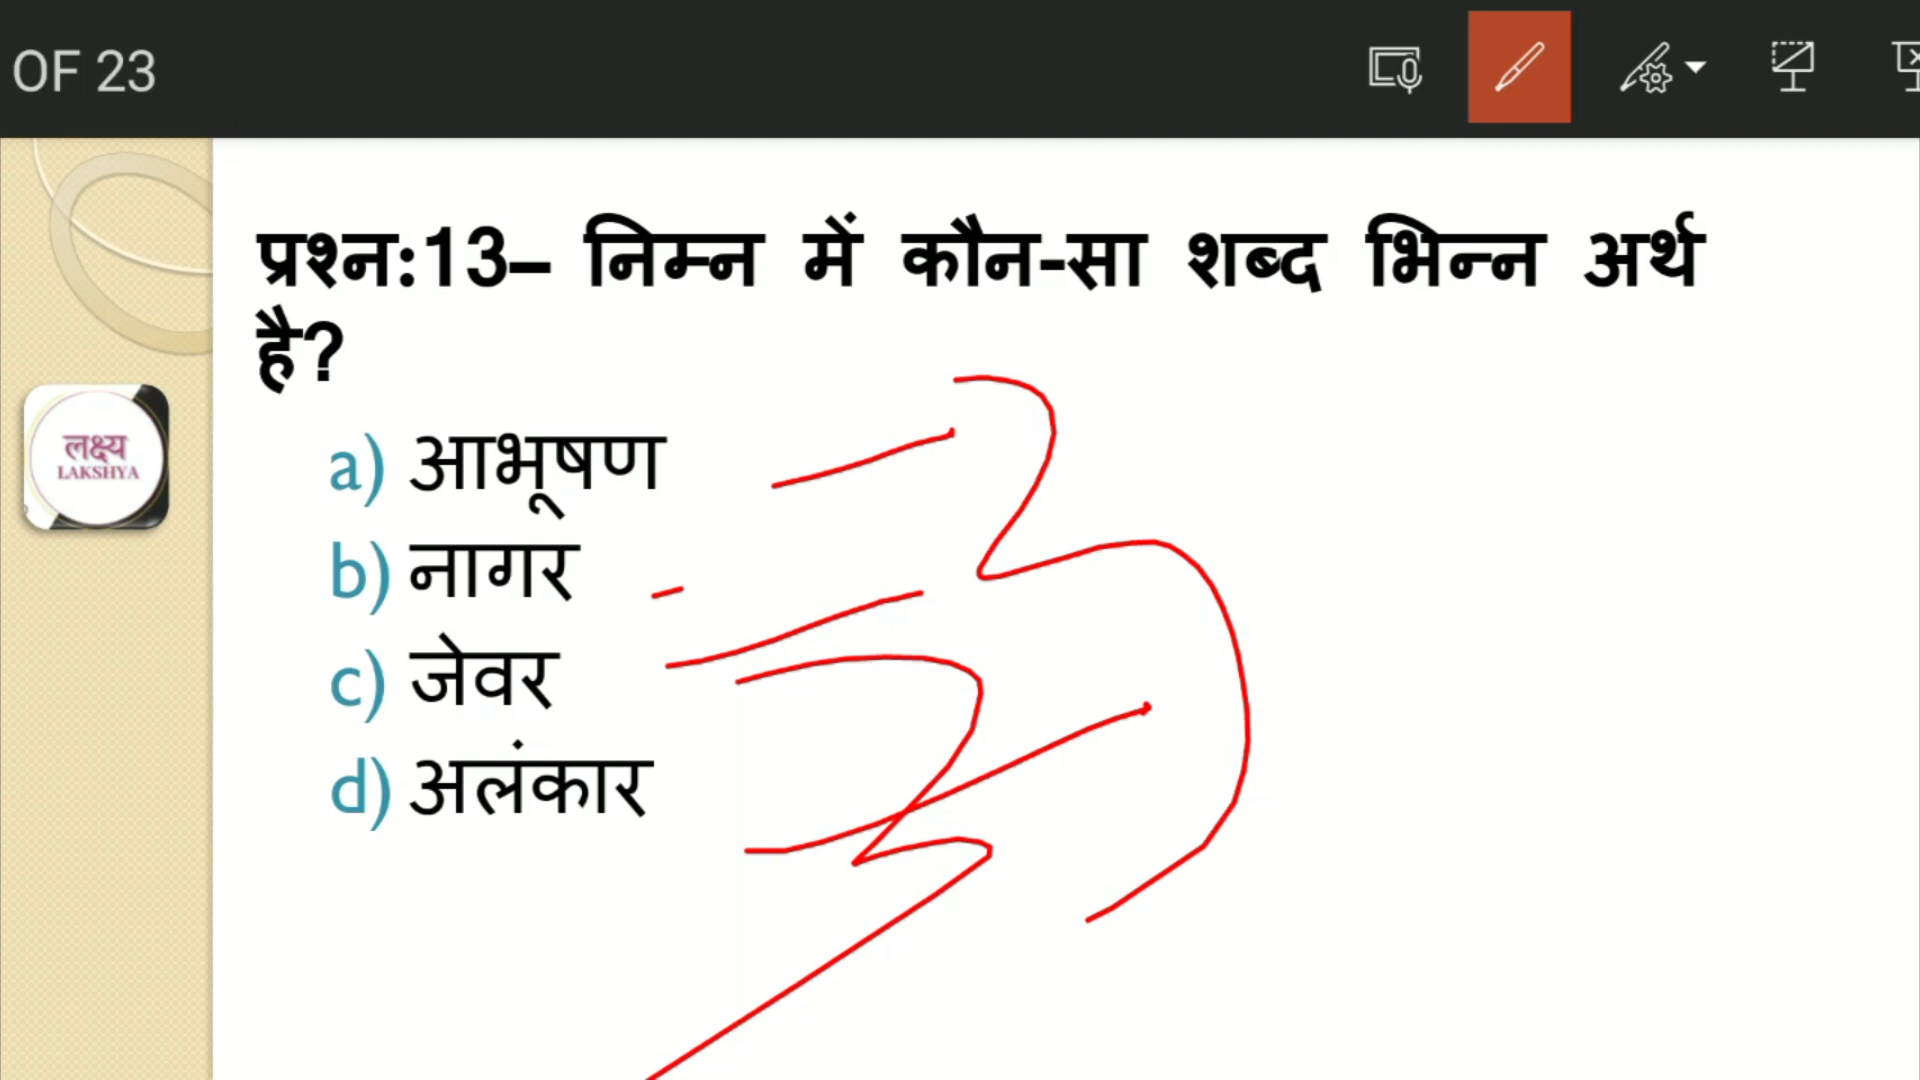 OF 23
प्रश्न:13– निम्न में कौन-सा शब्द भिन्न अर्थ
है?
लक्ष्य
LAKSHYA
a) आभूषण
b) नागर
c) जेवर
d) अलंकार